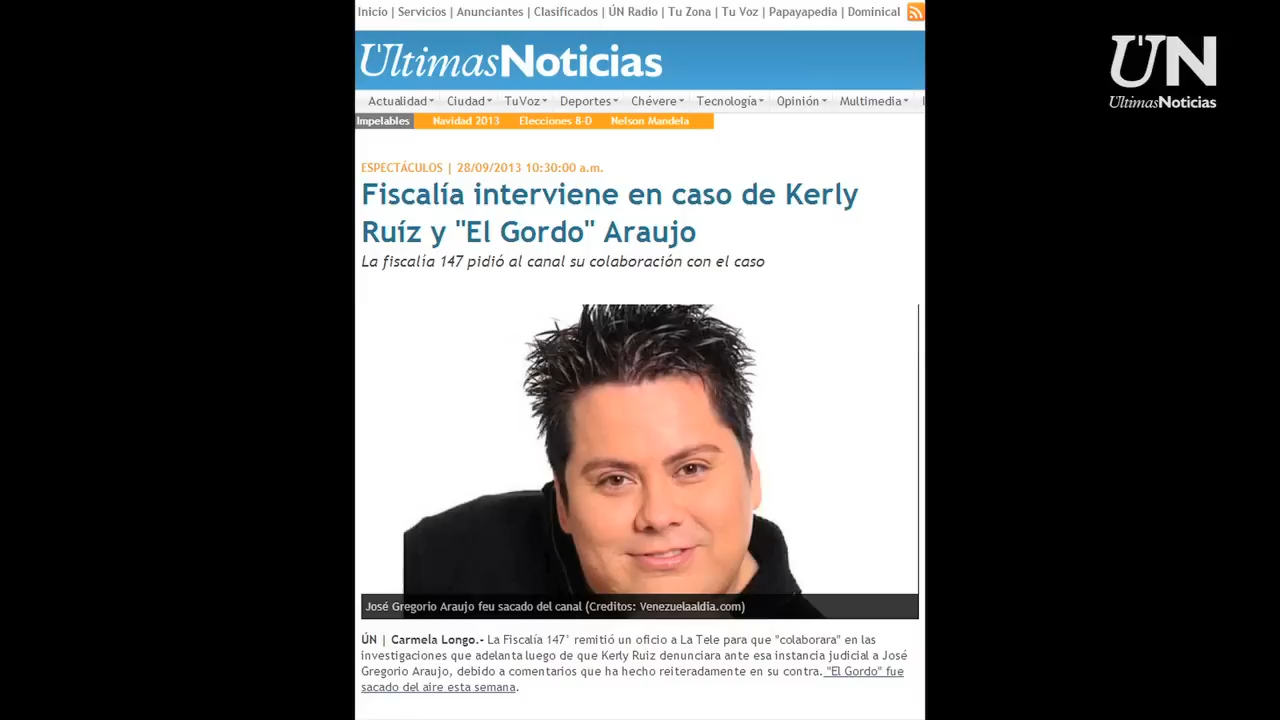 Inicio | Servicios | Anunciantes | Clasificados | ÚN Radio | Tu Zona | Tu Voz | Papayapedia | Dominical
ÚltimasNoticias
ÚN
ÚltimasNoticias
Actualidad Ciudad TuVoz Deportes Chévere Tecnología Opinión Multimedia
Impelables Navidad 2013 Elecciones 8-D Nelson Mandela
ESPECTÁCULOS | 28/09/2013 10:30:00 a.m.
Fiscalía interviene en caso de Kerly
Ruíz y "El Gordo" Araujo
La fiscalía 147 pidió al canal su colaboración con el caso
José Gregorio Araujo feu sacado del canal (Creditos: Venezuelaaldia.com)
ÚN | Carmela Longo.- La Fiscalía 147° remitió un oficio a La Tele para que "colaborara" en las
investigaciones que adelanta luego de que Kerly Ruiz denunciara ante esa instancia judicial a José
Gregorio Araujo, debido a comentarios que ha hecho reiteradamente en su contra. "El Gordo" fue
sacado del aire esta semana.